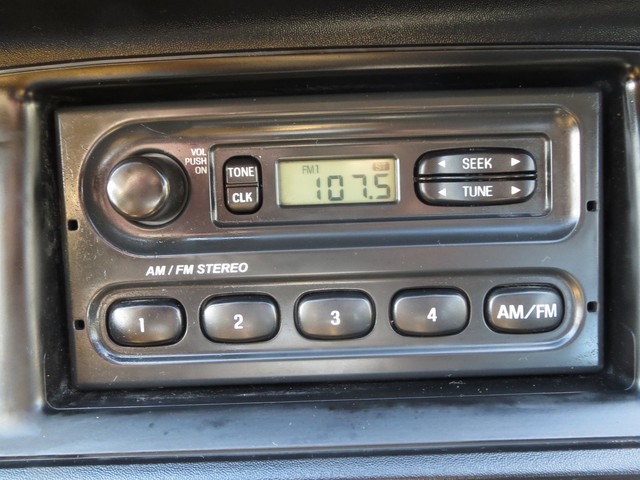 VOL
PUSH
ON
TONE
CLK
FM1
107.5
SEEK
TUNE
AM / FM STEREO
1
2
3
4
AM/FM